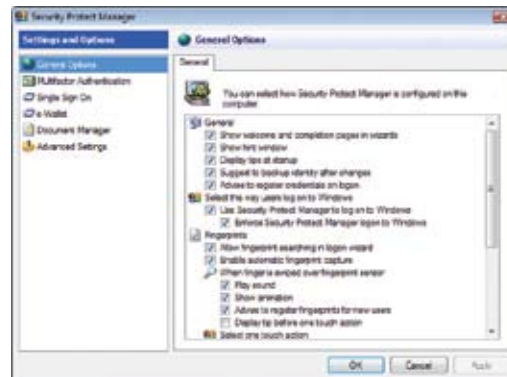 Security Protect Manager
Settings and Options
General Options
Multifactor Authentication
Single Sign On
e-Wallet
Document Manager
Advanced Settings
General Options
General
You can select how Security Protect Manager is configured on this
computer
General
Show welcome and completion pages in wizards
Show hint window
Display tips at startup
Suggest to backup identity after changes
Advise to register credentials on logon
Select the way users log on to Windows
Use Security Protect Manager to log on to Windows
Enforce Security Protect Manager logon to Windows
Fingerprints
Allow fingerprint searching in logon wizard
Enable automatic fingerprint capture
When finger is swiped over fingerprint sensor
Play sound
Show animation
Advise to register fingerprints for new users
Display tip before one touch action
Select one touch action
OK
Cancel
Apply